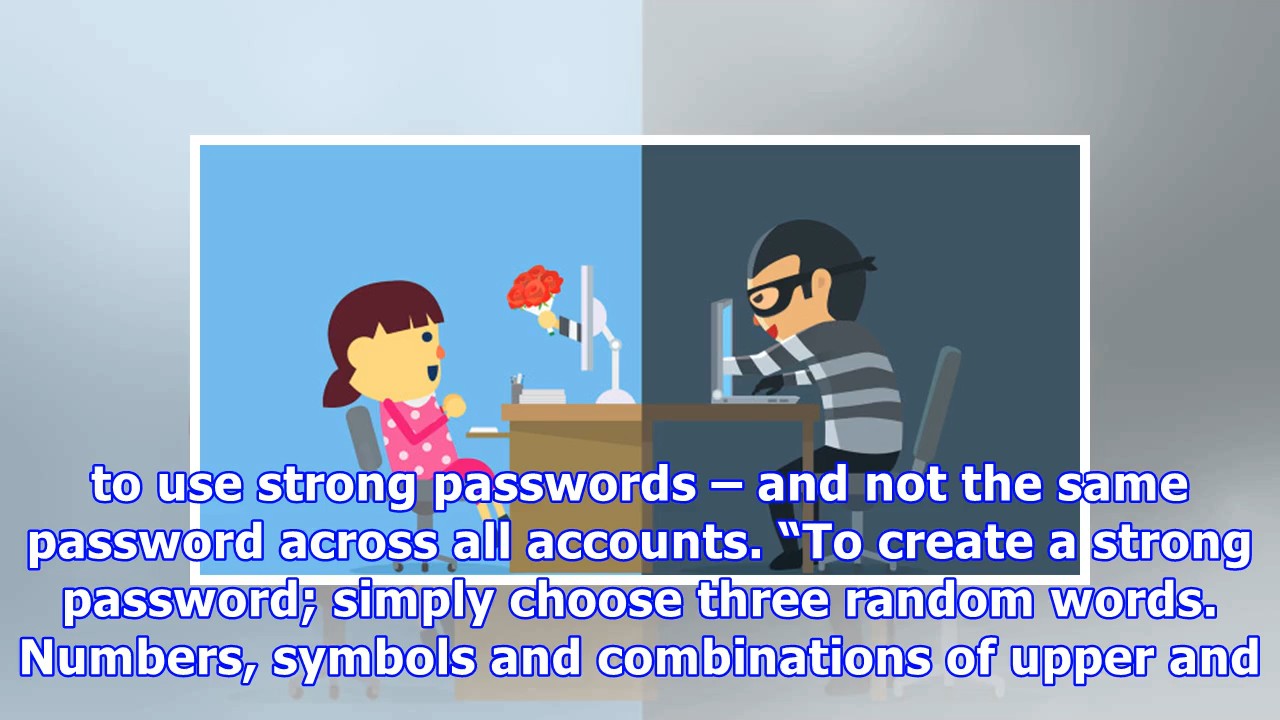 to use strong passwords – and not the same
password across all accounts. “To create a strong
password; simply choose three random words.
Numbers, symbols and combinations of upper and